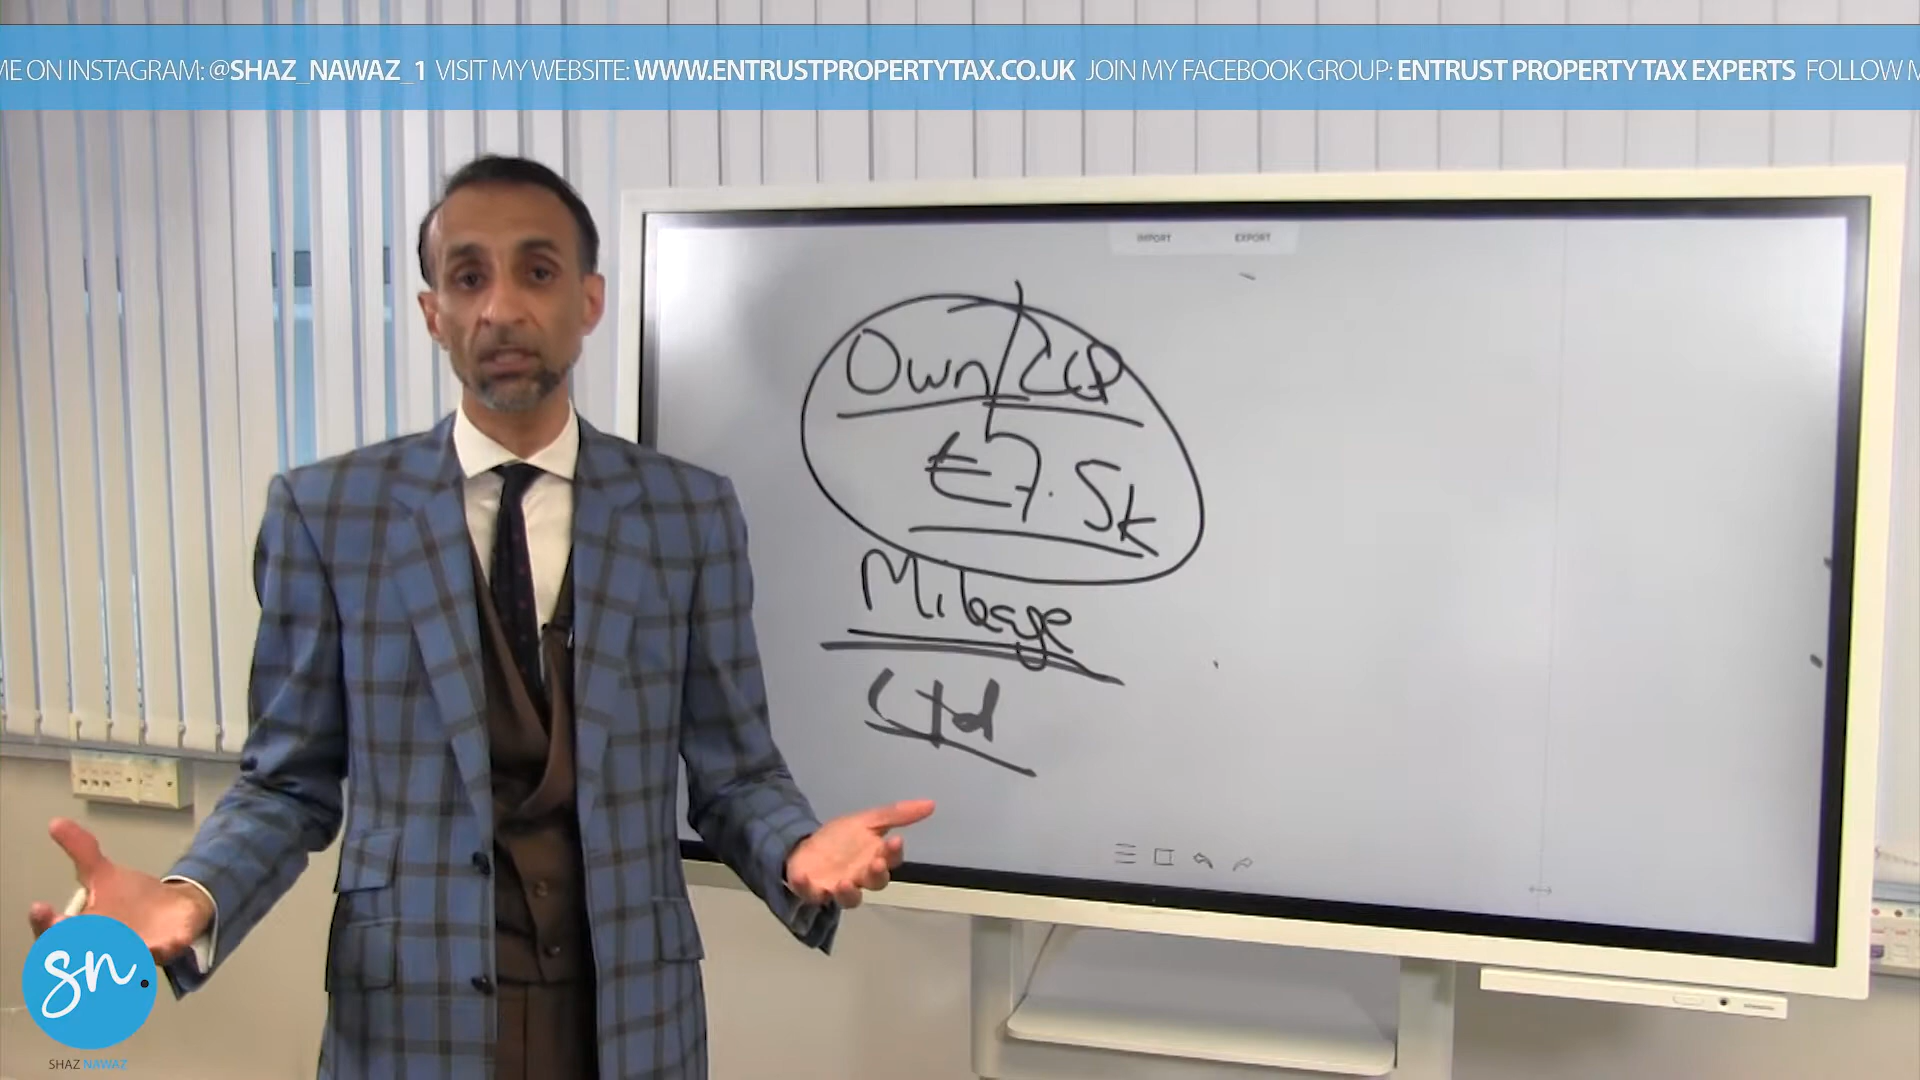 ME ON INSTAGRAM: @SHAZ_NAWAZ_1 VISIT MY WEBSITE: WWW.ENTRUSTPROPERTYTAX.CO.UK JOIN MY FACEBOOK GROUP: ENTRUST PROPERTY TAX EXPERTS FOLLOW M
IMPORT EXPORT
Own/LLP
£7.5k
Mileage
Ltd
sn.
SHAZ NAWAZ